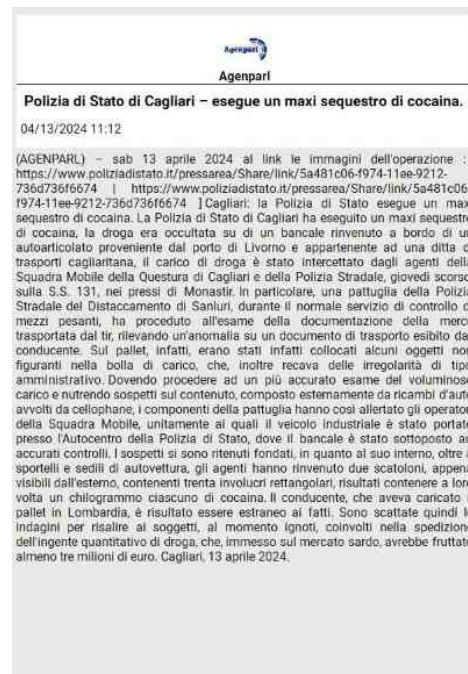 Agenparl
Agenparl
Polizia di Stato di Cagliari – esegue un maxi sequestro di cocaina.
04/13/2024 11:12
(AGENPARL) – sab 13 aprile 2024 al link le immagini dell'operazione :
https://www.poliziadistato.it/pressarea/Share/link/5a481c06-f974-11ee-9212-
736d736f6674 | https://www.poliziadistato.it/pressarea/Share/link/5a481c06
f974-11ee-9212-736d736f6674 ] Cagliari: la Polizia di Stato esegue un max
sequestro di cocaina. La Polizia di Stato di Cagliari ha eseguito un maxi sequestr
di cocaina, la droga era occultata su di un bancale rinvenuto a bordo di u
autoarticolato proveniente dal porto di Livorno e appartenente ad una ditta d
trasporti cagliaritana, il carico di droga è stato intercettato dagli agenti dell
Squadra Mobile della Questura di Cagliari e della Polizia Stradale, giovedì scors
sulla S.S. 131, nei pressi di Monastir. In particolare, una pattuglia della Polizi
Stradale del Distaccamento di Sanluri, durante il normale servizio di controllo d
mezzi pesanti, ha proceduto all'esame della documentazione della merc
trasportata dal tir, rilevando un'anomalia su un documento di trasporto esibito da
conducente. Sul pallet, infatti, erano stati infatti collocati alcuni oggetti no
figuranti nella bolla di carico, che, inoltre recava delle irregolarità di tip
amministrativo. Dovendo procedere ad un più accurato esame del voluminos
carico e nutrendo sospetti sul contenuto, composto esternamente da ricambi d'aut
avvolti da cellophane, i componenti della pattuglia hanno così allertato gli operato
della Squadra Mobile, unitamente ai quali il veicolo industriale è stato portat
presso l'Autocentro della Polizia di Stato, dove il bancale è stato sottoposto a
accurati controlli. I sospetti si sono ritenuti fondati, in quanto al suo interno, oltre
sportelli e sedili di autovettura, gli agenti hanno rinvenuto due scatoloni, appen
visibili dall'esterno, contenenti trenta involucri rettangolari, risultati contenere a lor
volta un chilogrammo ciascuno di cocaina. Il conducente, che aveva caricato
pallet in Lombardia, è risultato essere estraneo ai fatti. Sono scattate quindi l
indagini per risalire ai soggetti, al momento ignoti, coinvolti nella spedizion
dell'ingente quantitativo di droga, che, immesso sul mercato sardo, avrebbe fruttat
almeno tre milioni di euro. Cagliari, 13 aprile 2024.